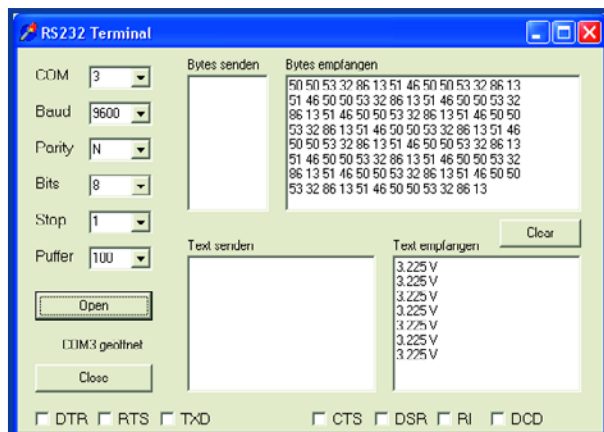 RS232 Terminal
COM 3
Baud 9600
Parity N
Bits 8
Stop 1
Puffer 100
Open
COM3 geöffnet
Close
Bytes senden
Bytes empfangen
50 50 53 32 86 13 51 46 50 50 53 32 86 13
51 46 50 50 53 32 86 13 51 46 50 50 53 32
86 13 51 46 50 50 53 32 86 13 51 46 50 50
53 32 86 13 51 46 50 50 53 32 86 13 51 46
50 50 53 32 86 13 51 46 50 50 53 32 86 13
51 46 50 50 53 32 86 13 51 46 50 50 53 32
86 13 51 46 50 50 53 32 86 13 51 46 50 50
53 32 86 13 51 46 50 50 53 32 86 13
Clear
Text senden
Text empfangen
3.225 V
3.225 V
3.225 V
3.225 V
3.225 V
3.225 V
3.225 V
DTR RTS TXD CTS DSR RI DCD